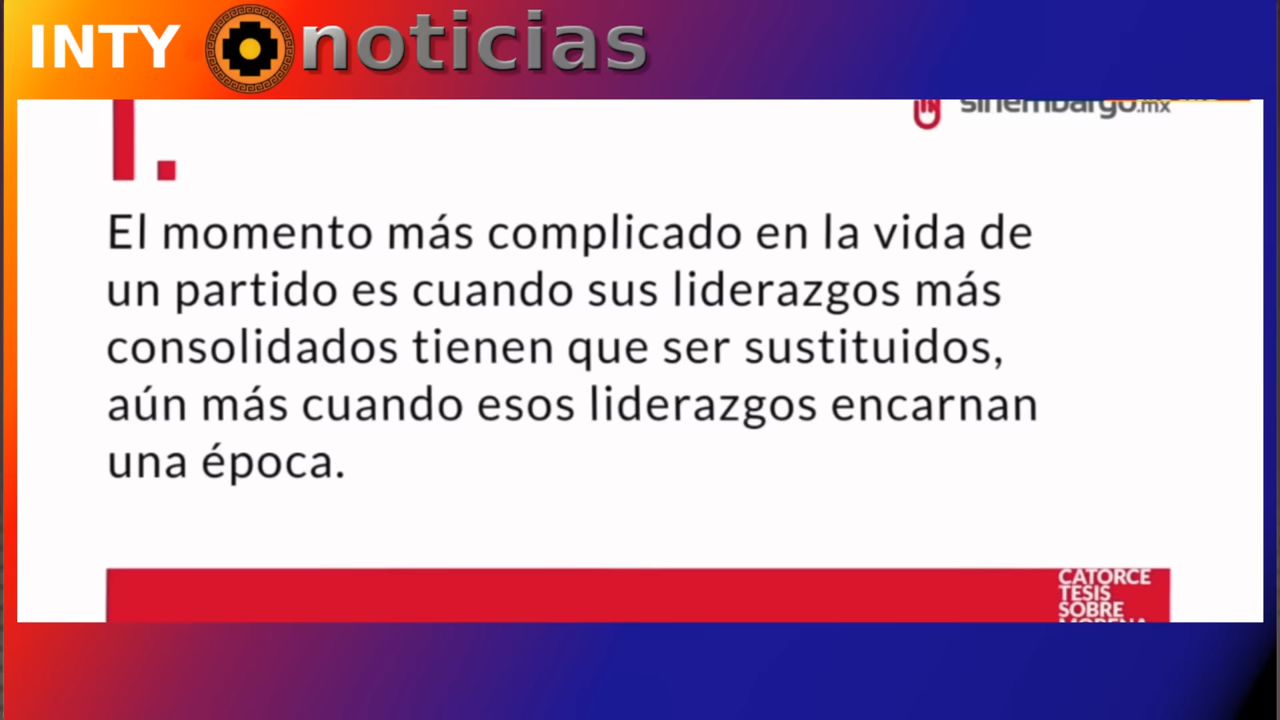 INTY noticias
I.
sinembargo.mx
El momento más complicado en la vida de
un partido es cuando sus liderazgos más
consolidados tienen que ser sustituidos,
aún más cuando esos liderazgos encarnan
una época.
CATORCE
TESIS
SOBRE
MORENA